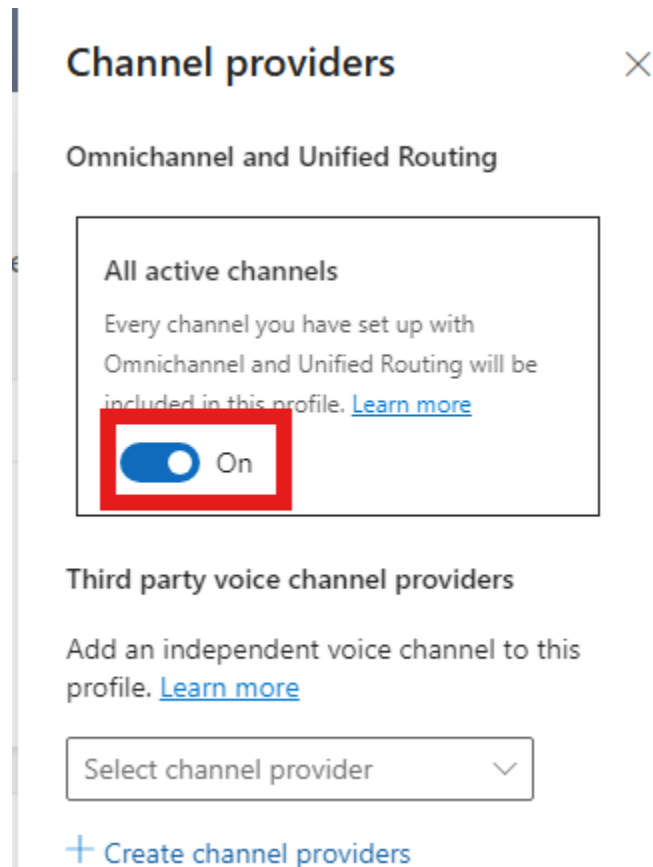 Channel providers
Omnichannel and Unified Routing
All active channels
Every channel you have set up with
Omnichannel and Unified Routing will be
included in this profile. Learn more
On
Third party voice channel providers
Add an independent voice channel to this
profile. Learn more
Select channel provider
Create channel providers